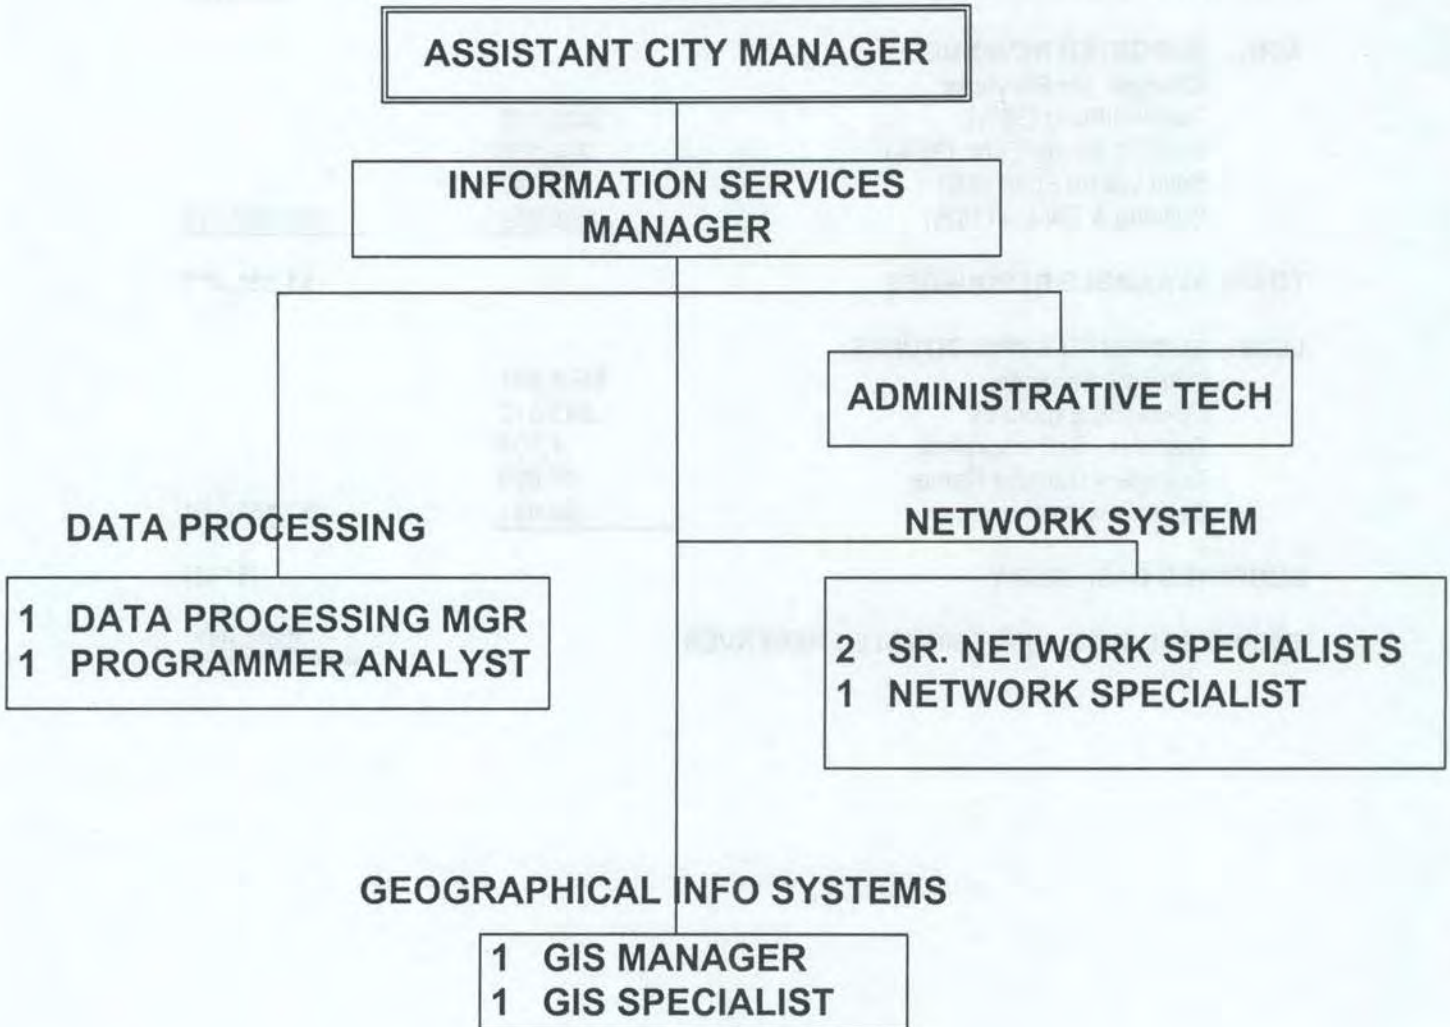 ASSISTANT CITY MANAGER
INFORMATION SERVICES
MANAGER
ADMINISTRATIVE TECH
DATA PROCESSING
NETWORK SYSTEM
1 DATA PROCESSING MGR
1 PROGRAMMER ANALYST
2 SR. NETWORK SPECIALISTS
1 NETWORK SPECIALIST
GEOGRAPHICAL INFO SYSTEMS
1 GIS MANAGER
1 GIS SPECIALIST